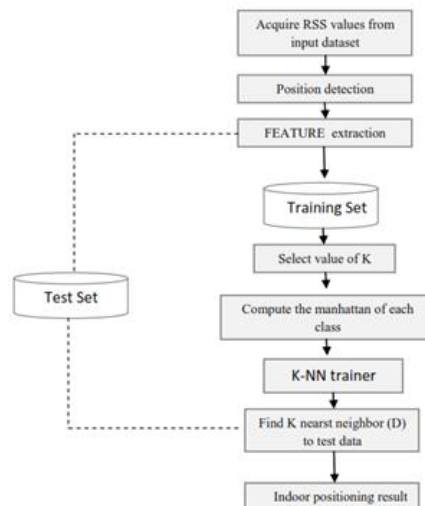 Acquire RSS values from
input dataset
Position detection
FEATURE extraction
Training Set
Select value of K
Test Set
Compute the manhattan of each
class
K-NN trainer
Find K nearst neighbor (D)
to test data
Indoor positioning result